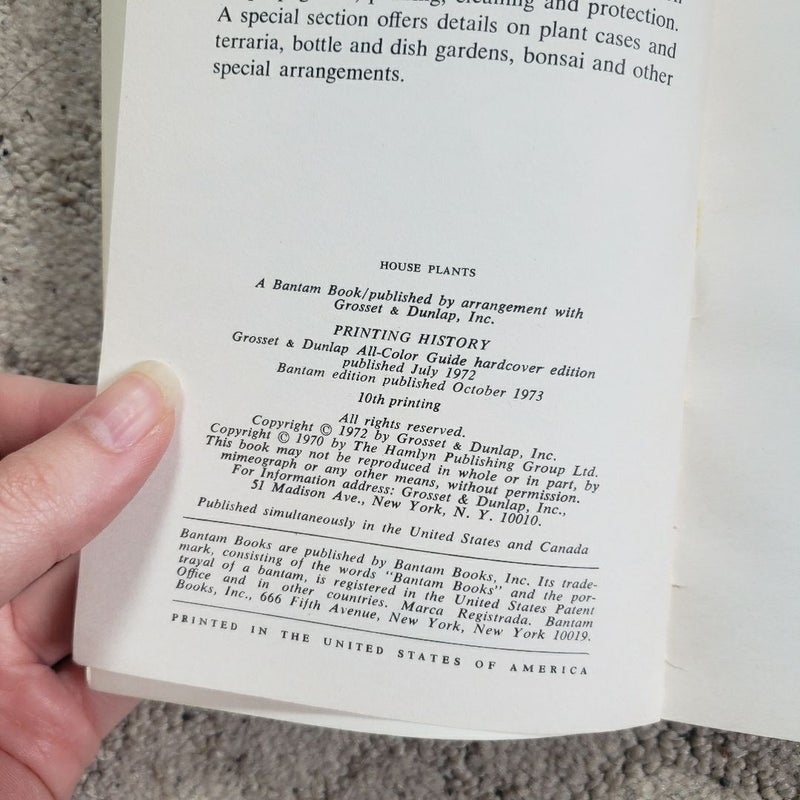 cleaning and protection.
A special section offers details on plant cases and
terraria, bottle and dish gardens, bonsai and other
special arrangements.
HOUSE PLANTS
A Bantam Book/published by arrangement with
Grosset & Dunlap, Inc.
PRINTING HISTORY
Grosset & Dunlap All-Color Guide hardcover edition
published July 1972
Bantam edition published October 1973
10th printing
All rights reserved.
Copyright © 1972 by Grosset & Dunlap, Inc.
Copyright © 1970 by The Hamlyn Publishing Group Ltd.
This book may not be reproduced in whole or in part, by
mimeograph or any other means, without permission.
For Information address: Grosset & Dunlap, Inc.,
51 Madison Ave., New York, N. Y. 10010.
Published simultaneously in the United States and Canada
Bantam Books are published by Bantam Books, Inc. Its trade-
mark, consisting of the words "Bantam Books" and the por-
trayal of a bantam, is registered in the United States Patent
Office and in other countries. Marca Registrada. Bantam
Books, Inc., 666 Fifth Avenue, New York, New York 10019.
PRINTED IN THE UNITED STATES OF AMERICA